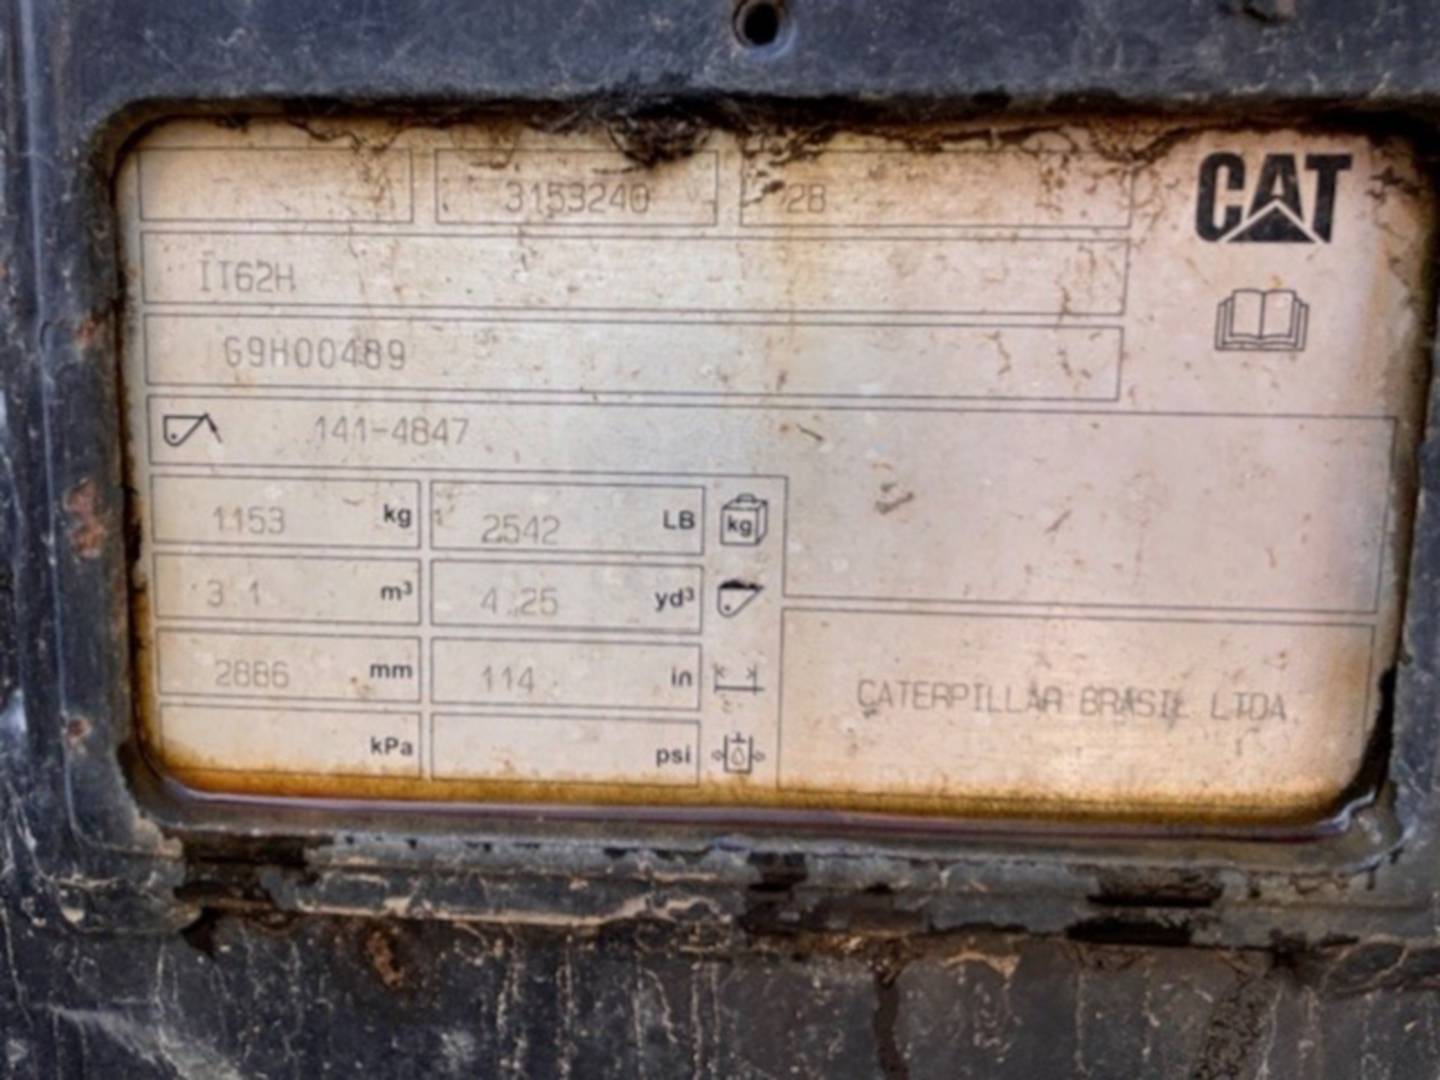 3153240 28 CAT
IT62H
G9H00489
141-4847
1153 kg 2542 LB kg
3 1 m³ 4.25 yd³
2886 mm 114 in
CATERPILLAR BRASIL LTDA
kPa psi